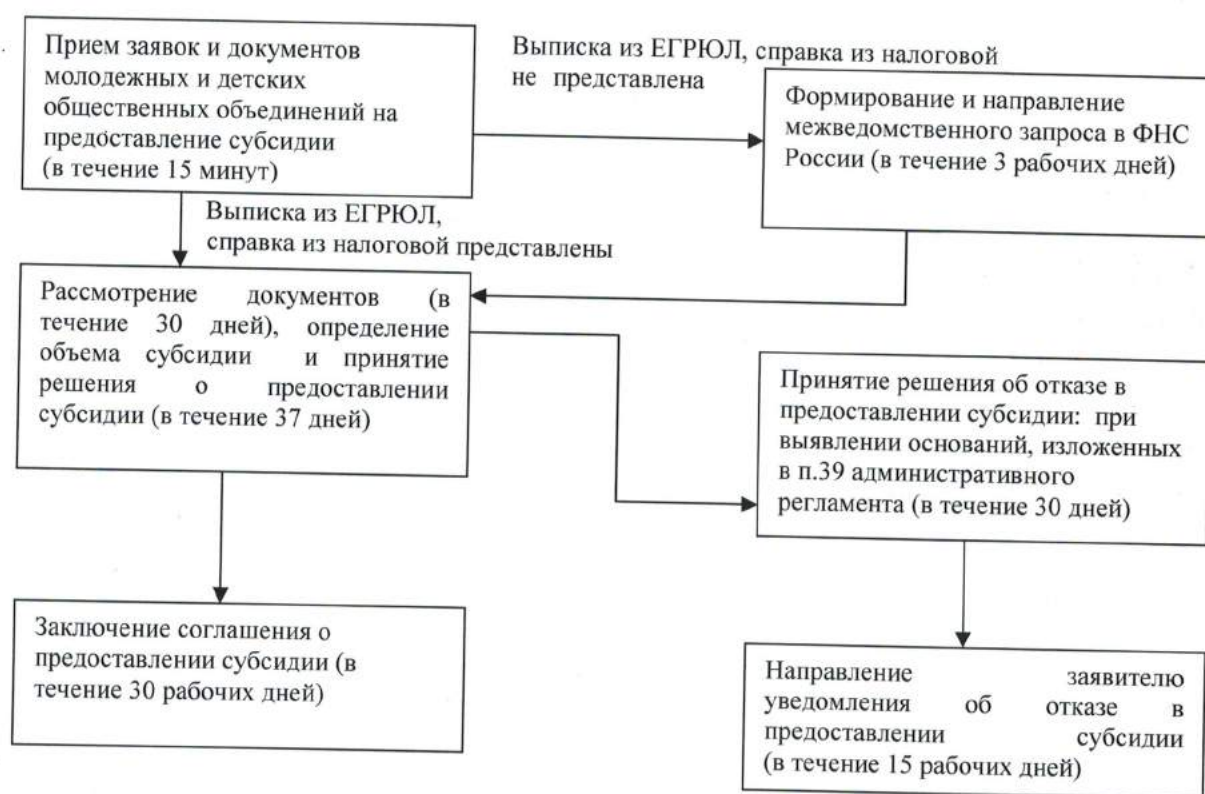 Прием заявок и документов
молодежных и детских
общественных объединений на
предоставление субсидии
(в течение 15 минут)
Выписка из ЕГРЮЛ, справка из налоговой
не представлена
Формирование и направление
межведомственного запроса в ФНС
России (в течение 3 рабочих дней)
Выписка из ЕГРЮЛ,
справка из налоговой представлены
Рассмотрение документов (в
течение 30 дней), определение
объема субсидии и принятие
решения о предоставлении
субсидии (в течение 37 дней)
Принятие решения об отказе в
предоставлении субсидии: при
выявлении оснований, изложенных
в п.39 административного
регламента (в течение 30 дней)
Заключение соглашения о
предоставлении субсидии (в
течение 30 рабочих дней)
Направление заявителю
уведомления об отказе в
предоставлении субсидии
(в течение 15 рабочих дней)